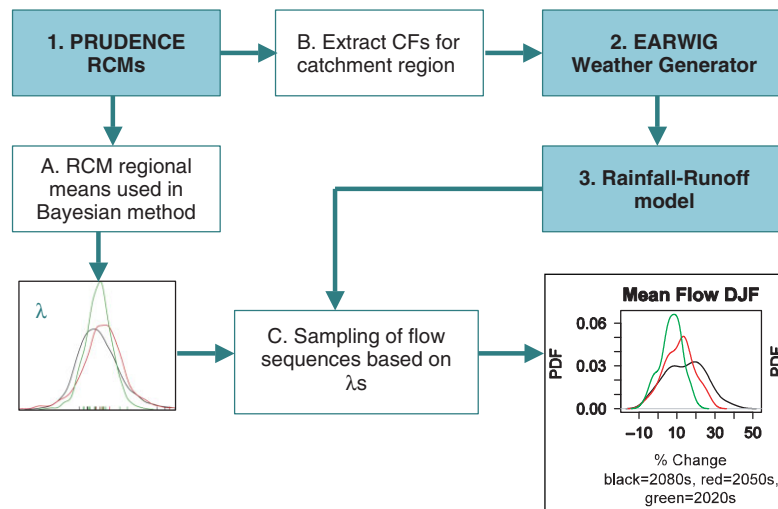 1. PRUDENCE
RCMs
B. Extract CFs for
catchment region
2. EARWIG
Weather Generator
A. RCM regional
means used in
Bayesian method
3. Rainfall-Runoff
model
λ
C. Sampling of flow
sequences based on
λs
Mean Flow DJF
PDF
0.06
0.03
0.00
PDF
−10 10 30 50
% Change
black=2080s, red=2050s,
green=2020s